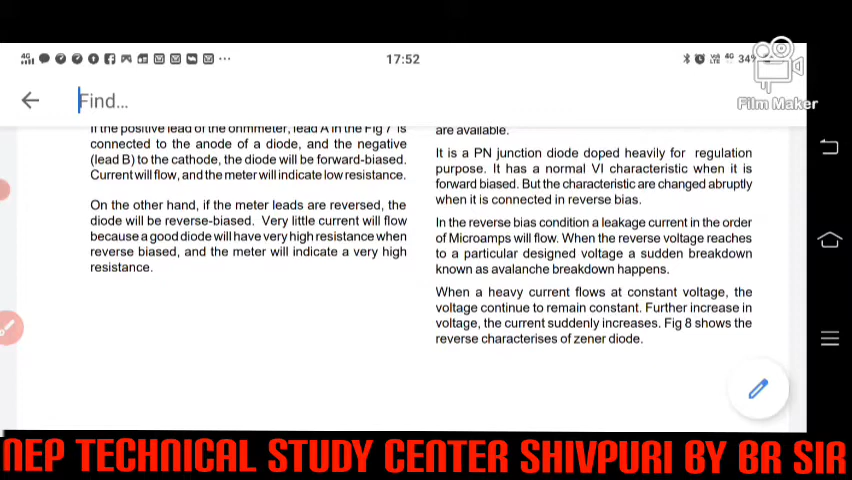 17:52
4G
34%
Film Maker
Find...
If the positive lead of the ohmmeter, lead A in the Fig 7 is
connected to the anode of a diode, and the negative
(lead B) to the cathode, the diode will be forward-biased.
Current will flow, and the meter will indicate low resistance.
On the other hand, if the meter leads are reversed, the
diode will be reverse-biased. Very little current will flow
because a good diode will have very high resistance when
reverse biased, and the meter will indicate a very high
resistance.
are available.
It is a PN junction diode doped heavily for regulation
purpose. It has a normal VI characteristic when it is
forward biased. But the characteristic are changed abruptly
when it is connected in reverse bias.
In the reverse bias condition a leakage current in the order
of Microamps will flow. When the reverse voltage reaches
to a particular designed voltage a sudden breakdown
known as avalanche breakdown happens.
When a heavy current flows at constant voltage, the
voltage continue to remain constant. Further increase in
voltage, the current suddenly increases. Fig 8 shows the
reverse characterises of zener diode.
NEP TECHNICAL STUDY CENTER SHIVPURI BY BR SIR